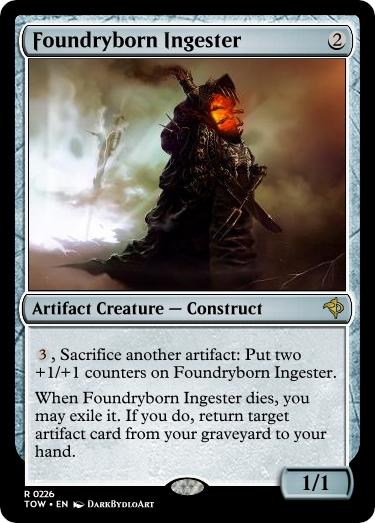 Foundryborn Ingester 2
Artifact Creature — Construct
3, Sacrifice another artifact: Put two
+1/+1 counters on Foundryborn Ingester.
When Foundryborn Ingester dies, you
may exile it. If you do, return target
artifact card from your graveyard to your
hand.
1/1
R 0226
TOW • EN DarkBydloArt